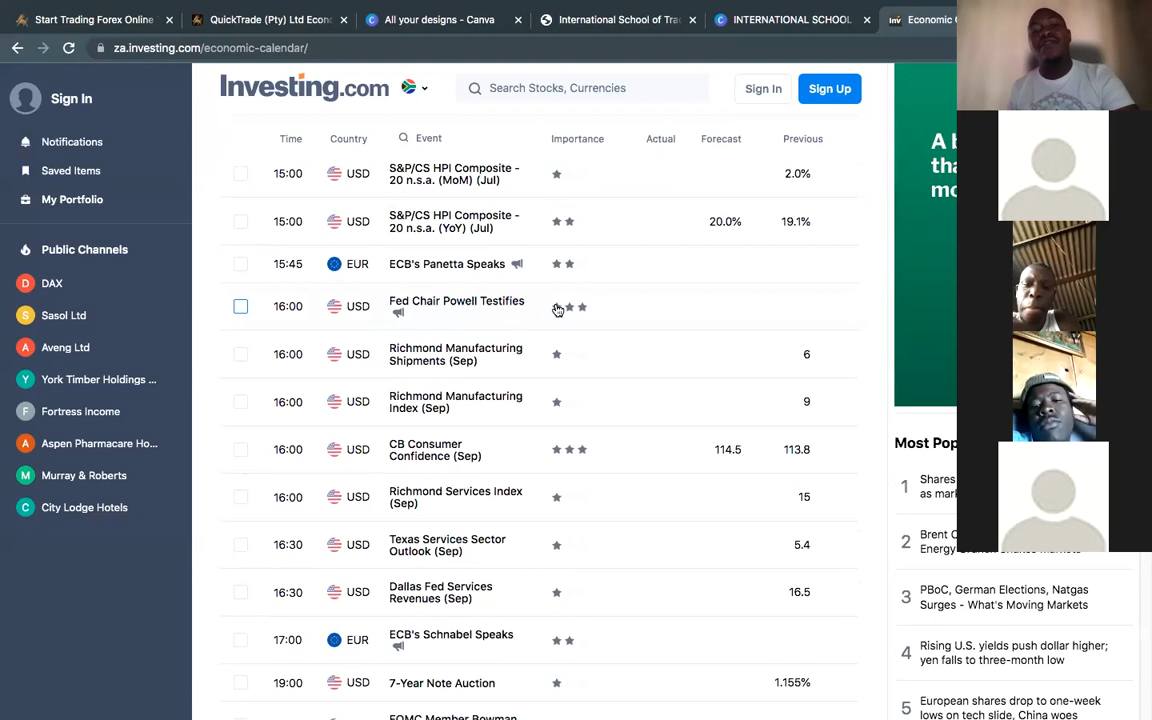 Start Trading Forex Online
QuickTrade (Pty) Ltd Econ
All your designs - Canva
International School of Tra
INTERNATIONAL SCHOOL
Economic C
za.investing.com/economic-calendar/
Sign In
Notifications
Saved Items
My Portfolio
Public Channels
D DAX
S Sasol Ltd
A Aveng Ltd
Y York Timber Holdings ...
F Fortress Income
A Aspen Pharmacare Ho...
M Murray & Roberts
C City Lodge Hotels
Investing.com
Search Stocks, Currencies
Sign In
Sign Up
Time Country Event Importance Actual Forecast Previous
15:00 USD S&P/CS HPI Composite -
20 n.s.a. (MoM) (Jul) 2.0%
15:00 USD S&P/CS HPI Composite -
20 n.s.a. (YoY) (Jul) 20.0% 19.1%
15:45 EUR ECB's Panetta Speaks
16:00 USD Fed Chair Powell Testifies
16:00 USD Richmond Manufacturing
Shipments (Sep) 6
16:00 USD Richmond Manufacturing
Index (Sep) 9
16:00 USD CB Consumer
Confidence (Sep) 114.5 113.8
16:00 USD Richmond Services Index
(Sep) 15
16:30 USD Texas Services Sector
Outlook (Sep) 5.4
16:30 USD Dallas Fed Services
Revenues (Sep) 16.5
17:00 EUR ECB's Schnabel Speaks
19:00 USD 7-Year Note Auction 1.155%
FOMC Member Bowman
A b
tha
mo
Most Pop
1 Shares
as mar
2 Brent C
Energy
Markets
3 PBoC, German Elections, Natgas
Surges - What's Moving Markets
4 Rising U.S. yields push dollar higher;
yen falls to three-month low
5 European shares drop to one-week
lows on tech slide, China woes